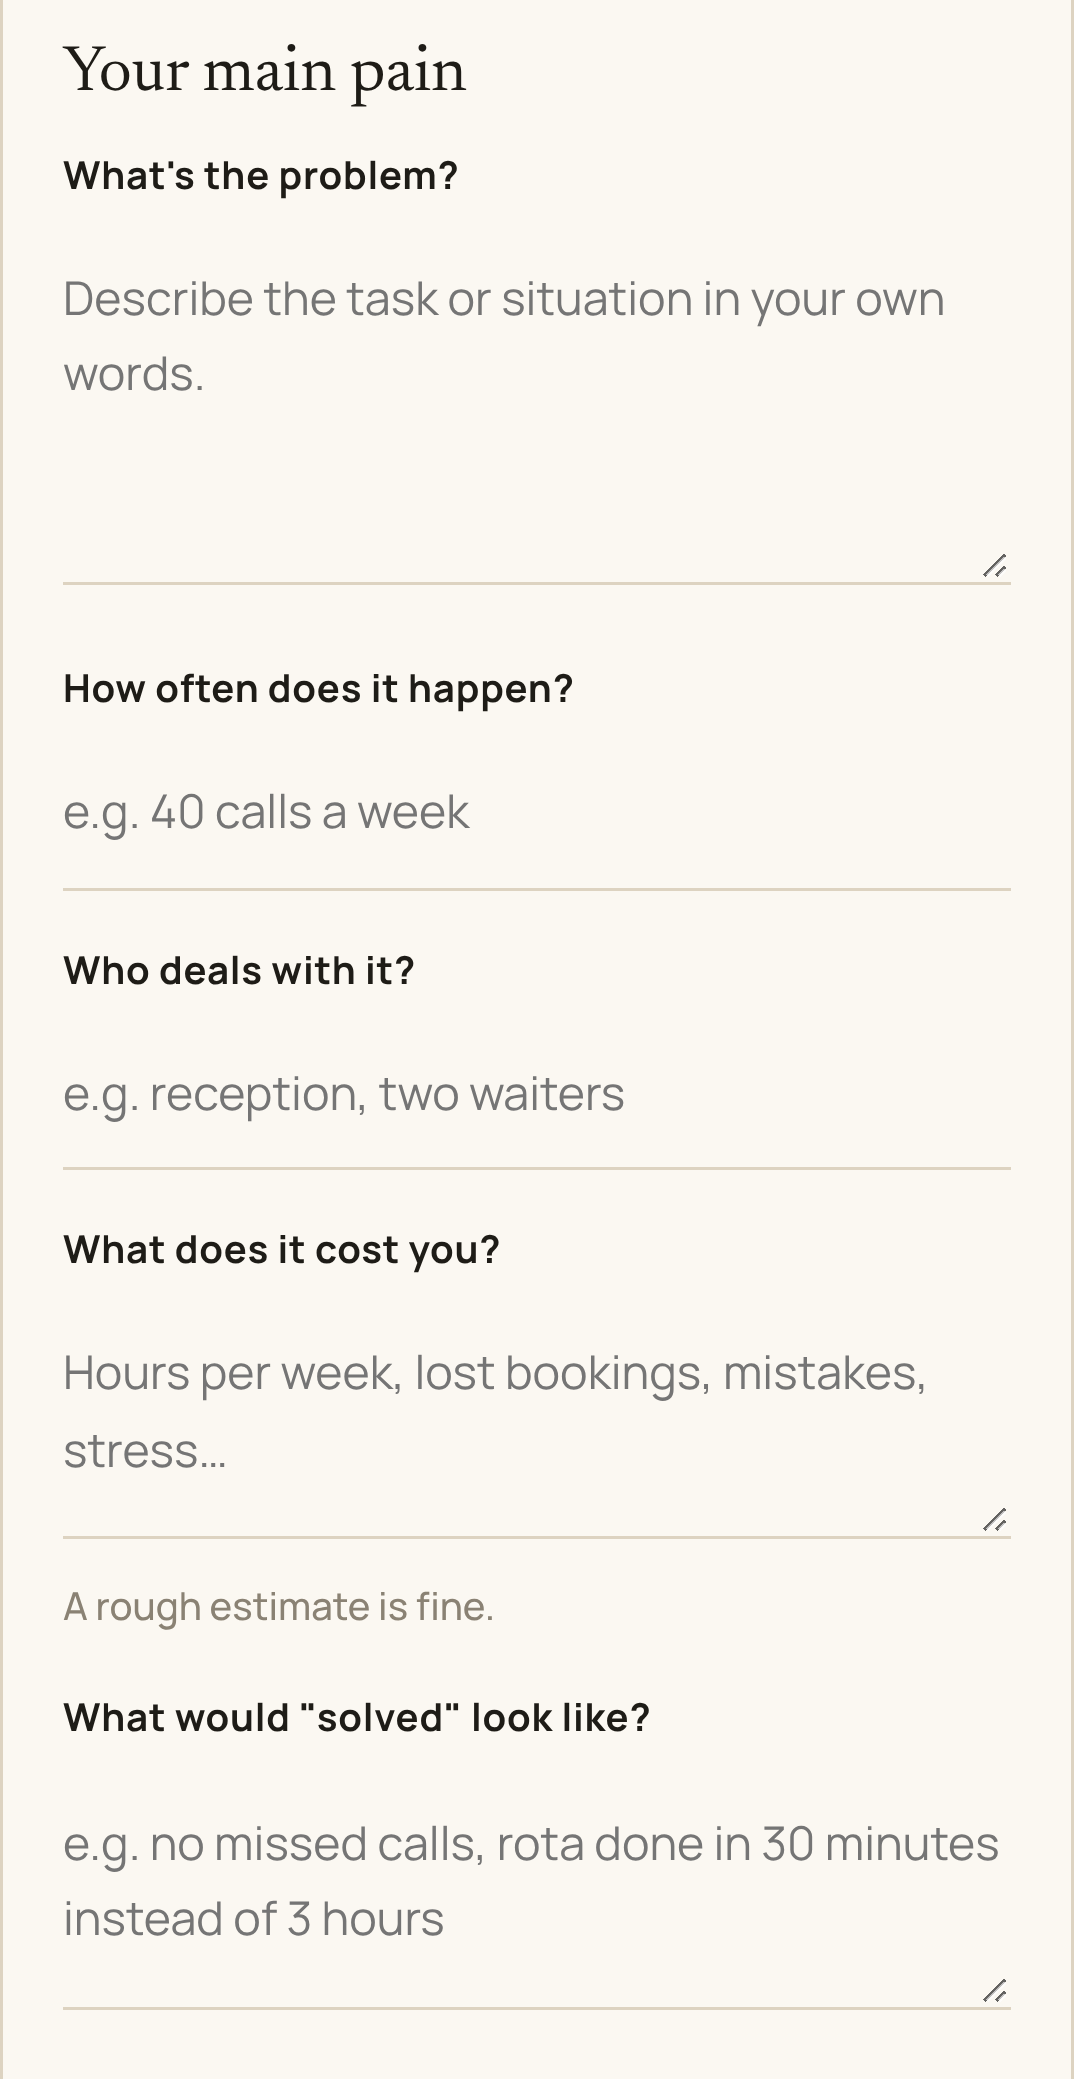 Your main pain
What's the problem?
Describe the task or situation in your own
words.
How often does it happen?
e.g. 40 calls a week
Who deals with it?
e.g. reception, two waiters
What does it cost you?
Hours per week, lost bookings, mistakes,
stress...
A rough estimate is fine.
What would "solved" look like?
e.g. no missed calls, rota done in 30 minutes
instead of 3 hours